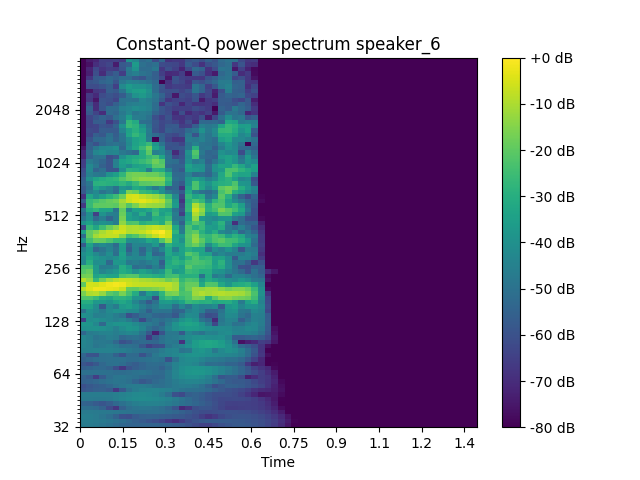 Constant-Q power spectrum speaker_6
Hz
2048
1024
512
256
128
64
32
0 0.15 0.3 0.45 0.6 0.75 0.9 1.1 1.2 1.4
Time
+0 dB
-10 dB
-20 dB
-30 dB
-40 dB
-50 dB
-60 dB
-70 dB
-80 dB